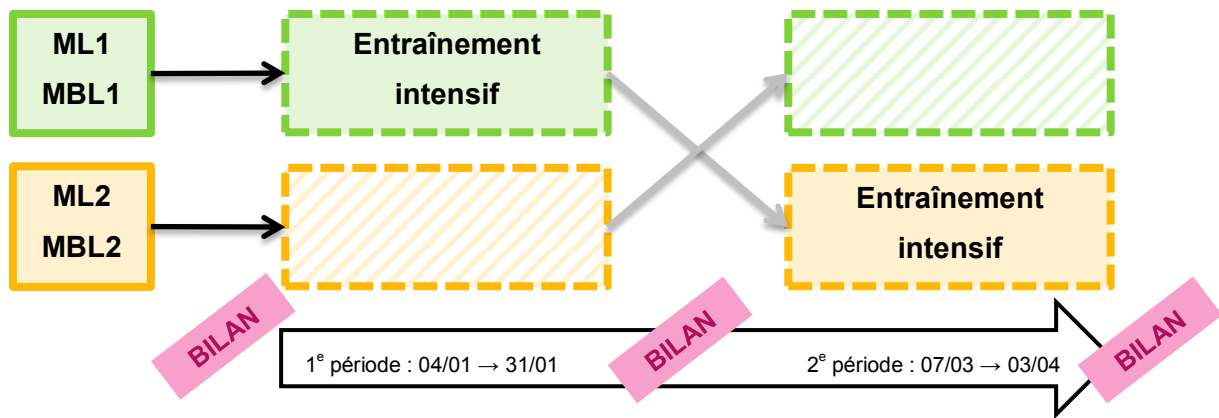 ML1
MBL1
Entraînement
intensif
ML2
MBL2
Entraînement
intensif
BILAN
1e période : 04/01 → 31/01
BILAN
2e période : 07/03 → 03/04
BILAN